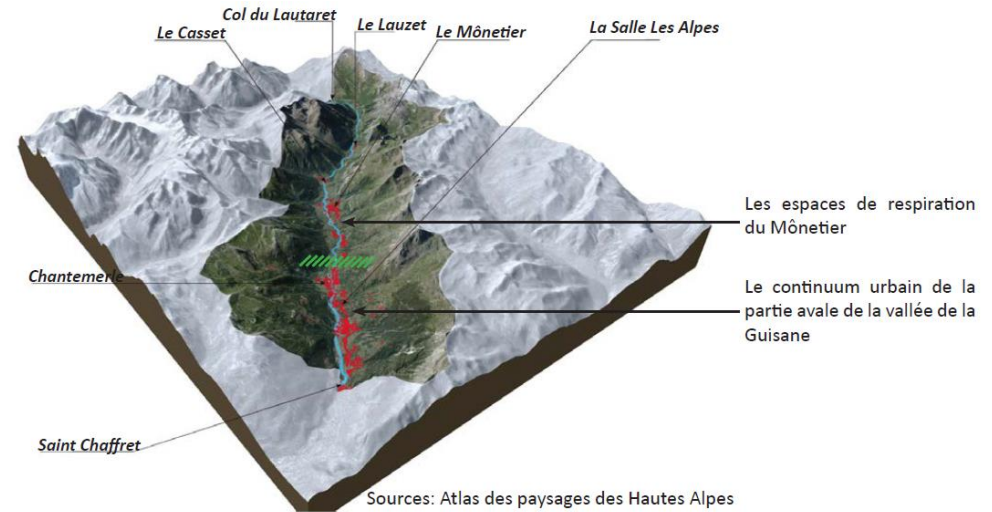 Col du Lautaret
Le Lauzet
Le Casset
Le Mônetier
La Salle Les Alpes
Les espaces de respiration
du Mônetier
Chantemerle
Le continuum urbain de la
partie avale de la vallée de la
Guisane
Saint Chaffret
Sources: Atlas des paysages des Hautes Alpes